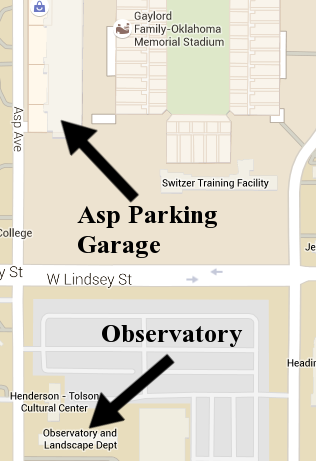 Gaylord
Family-Oklahoma
Memorial Stadium
Asp Ave
Switzer Training Facility
Asp Parking
Garage
College
Je
y St
W Lindsey St
Observatory
Headin
Henderson - Tolson
Cultural Center
Observatory and
Landscape Dept